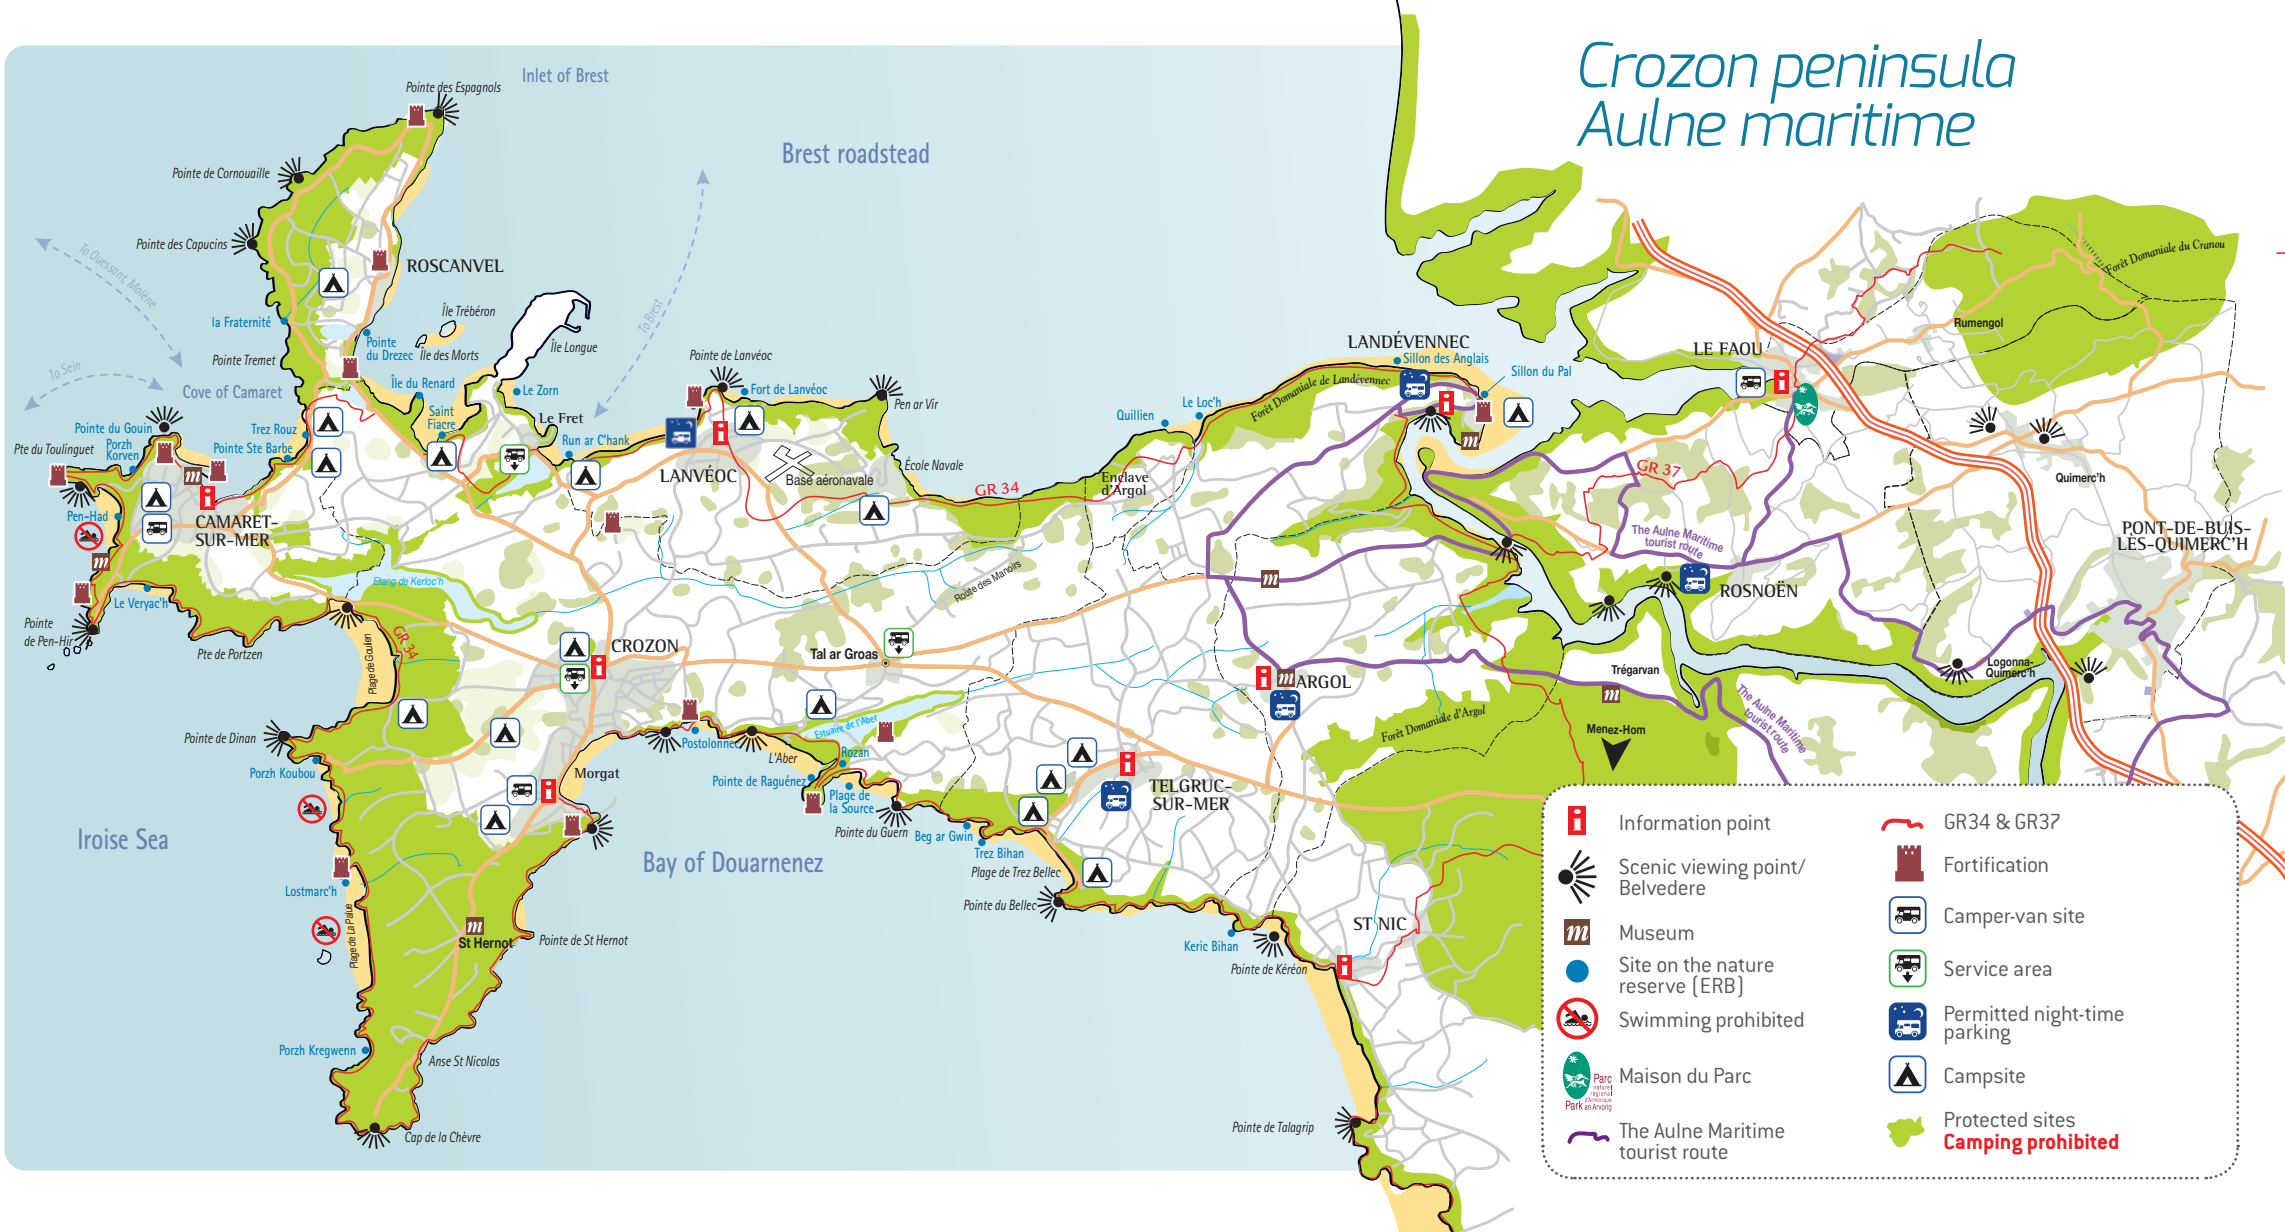 Crozon peninsula
Aulne maritime
Inlet of Brest
Pointe des Espagnols
Brest roadstead
Pointe de Cornouaille
Pointe des Capucins
ROSCANVEL
To Ouessant, Molène
To Brest
To Sein
la Fraternité
Île Trébéron
Pointe
du Drezec
Île des Morts
Île Longue
Pointe Tremet
Cove of Camaret
Île du Renard
Saint
Fiacre
Le Zorn
Le Fret
Run ar C'hank
Pointe de Lanvéoc
Fort de Lanvéoc
Pen ar Vir
LANVÉOC
Base aéronavale
École Navale
GR 34
Enclave
d'Argol
Quillien
Le Loc'h
Forêt Domaniale de Landévennec
LANDÉVENNEC
Sillon des Anglais
Sillon du Pal
LE FAOU
Rumengol
Forêt Domaniale du Cranou
Quimerc'h
PONT-DE-BUIS-
LÈS-QUIMERC'H
GR 37
The Aulne Maritime
tourist route
ROSNOËN
Logonna-
Quimerc'h
Trégarvan
The Aulne Maritime
tourist route
Menez-Hom
Forêt Domaniale d'Argol
ARGOL
Route des Manoirs
Pointe du Gouin
Porzh
Korven
Pte du Toulinguet
Trez Rouz
Pointe Ste Barbe
Pen-Had
CAMARET-
SUR-MER
Le Veryac'h
Pointe
de Pen-Hir
Pte de Portzen
Etang de Kerloc'h
GR 34
Plage de Goulien
CROZON
Tal ar Groas
Pointe de Dinan
Porzh Koubou
Morgat
Postolonnec
L'Aber
Estuaire de l'Aber
Rozan
Pointe de Raguénez
Plage de
la Source
Pointe du Guern
Beg ar Gwin
Trez Bihan
Plage de Trez Bellec
Pointe du Bellec
TELGRUC-
SUR-MER
Keric Bihan
Pointe de Kéréon
ST NIC
Pointe de Talagrip
Iroise Sea
Bay of Douarnenez
Lostmarc'h
Plage de La Palue
St Hernot
Pointe de St Hernot
Porzh Kregwenn
Anse St Nicolas
Cap de la Chèvre
Information point
Scenic viewing point/
Belvedere
Museum
Site on the nature
reserve (ERB)
Swimming prohibited
Maison du Parc
Parc
naturel
régional
d'Armorique
Park an Arvorig
The Aulne Maritime
tourist route
GR34 & GR37
Fortification
Camper-van site
Service area
Permitted night-time
parking
Campsite
Protected sites
Camping prohibited